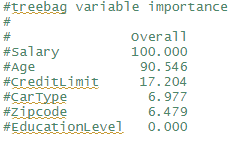 #treebag variable importance
#
#               Overall
#Salary         100.000
#Age             90.546
#CreditLimit     17.204
#CarType          6.977
#Zipcode          6.479
#EducationLevel   0.000